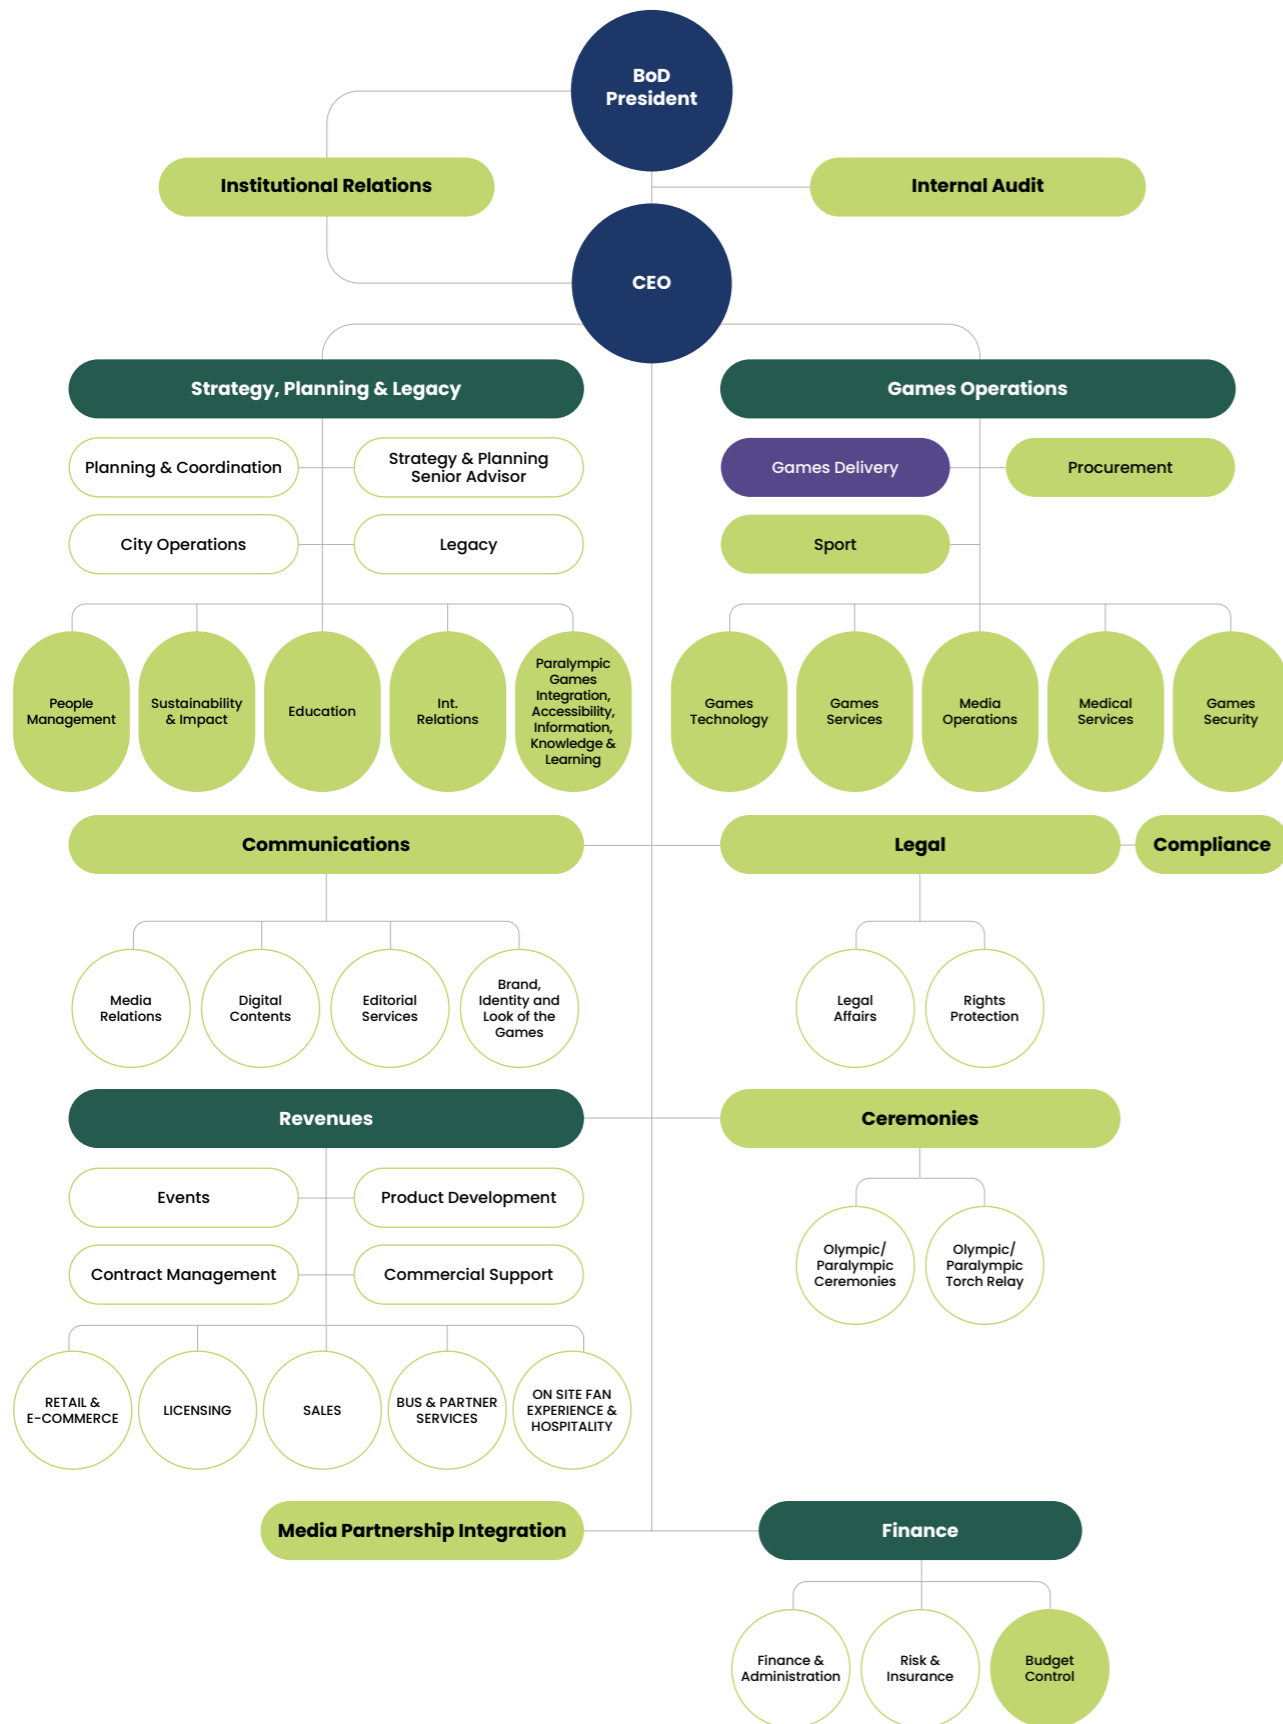 BoD
President
Institutional Relations
Internal Audit
CEO
Strategy, Planning & Legacy
Games Operations
Planning & Coordination
Strategy & Planning
Senior Advisor
Games Delivery
Procurement
City Operations
Legacy
Sport
People
Management
Sustainability
& Impact
Education
Int.
Relations
Paralympic
Games
Integration,
Accessibility,
Information,
Knowledge &
Learning
Games
Technology
Games
Services
Media
Operations
Medical
Services
Games
Security
Communications
Legal
Compliance
Media
Relations
Digital
Contents
Editorial
Services
Brand,
Identity and
Look of the
Games
Legal
Affairs
Rights
Protection
Revenues
Ceremonies
Events
Product Development
Contract Management
Commercial Support
Olympic/
Paralympic
Ceremonies
Olympic/
Paralympic
Torch Relay
RETAIL &
E-COMMERCE
LICENSING
SALES
BUS & PARTNER
SERVICES
ON SITE FAN
EXPERIENCE &
HOSPITALITY
Media Partnership Integration
Finance
Finance &
Administration
Risk &
Insurance
Budget
Control